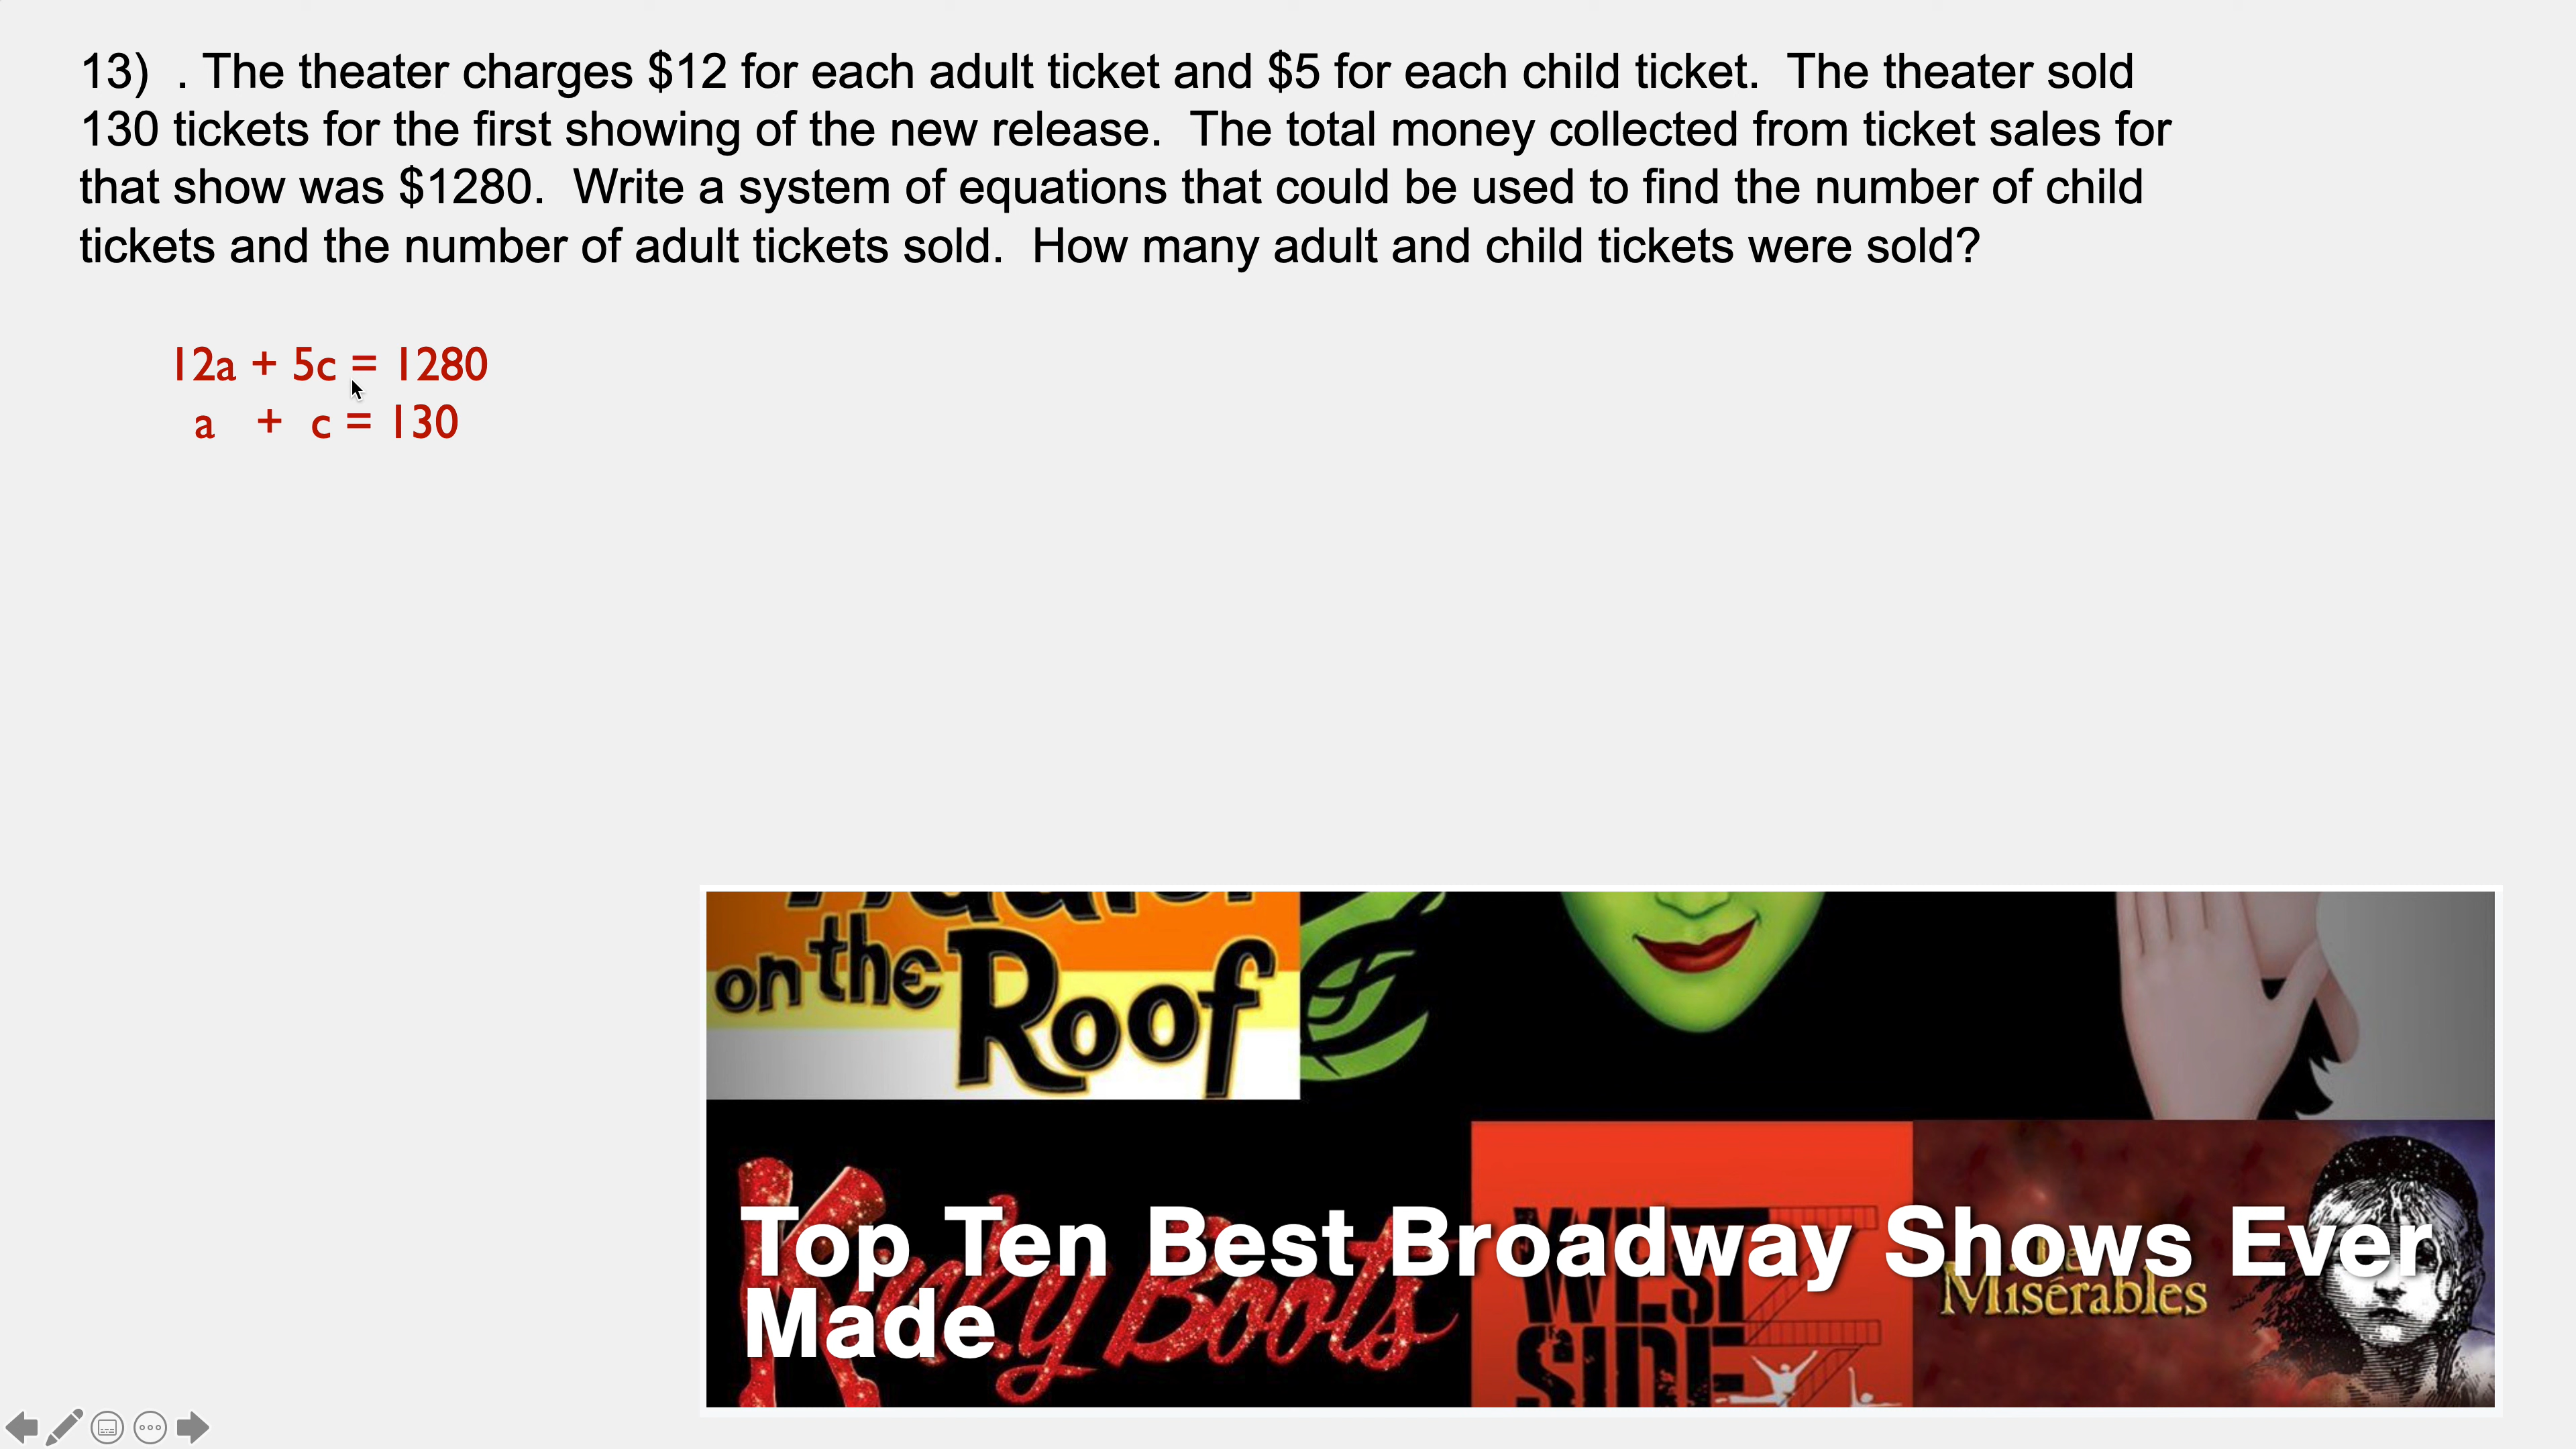 13)  . The theater charges $12 for each adult ticket and $5 for each child ticket.  The theater sold
130 tickets for the first showing of the new release.  The total money collected from ticket sales for
that show was $1280.  Write a system of equations that could be used to find the number of child
tickets and the number of adult tickets sold.  How many adult and child tickets were sold?
12a + 5c = 1280
a + c = 130
on the Roof
Top Ten Best Broadway Shows Ever
Made
Kinky Boots
WEST
SIDE
Les
Misérables